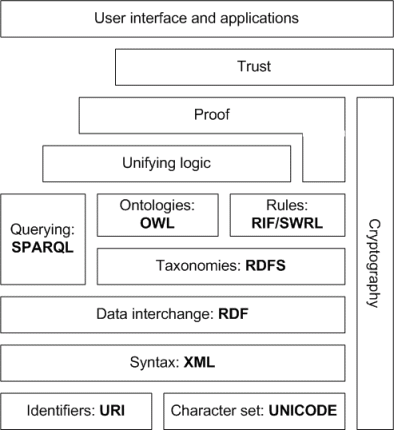 User interface and applications
Trust
Proof
Unifying logic
Querying:
SPARQL
Ontologies:
OWL
Rules:
RIF/SWRL
Taxonomies: RDFS
Data interchange: RDF
Syntax: XML
Identifiers: URI
Character set: UNICODE
Cryptography